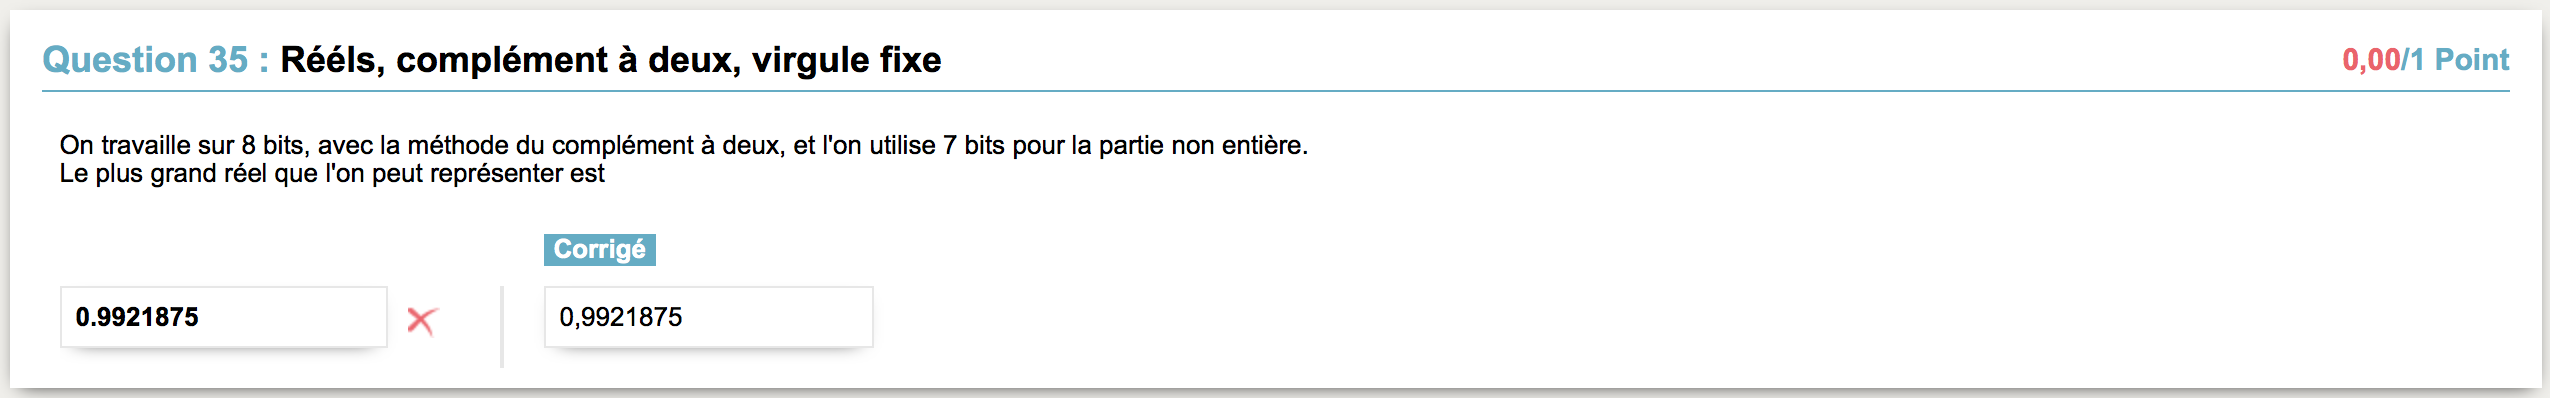 Question 35 : Réels, complément à deux, virgule fixe
0,00/1 Point
On travaille sur 8 bits, avec la méthode du complément à deux, et l'on utilise 7 bits pour la partie non entière.
Le plus grand réel que l'on peut représenter est
Corrigé
0.9921875
0,9921875